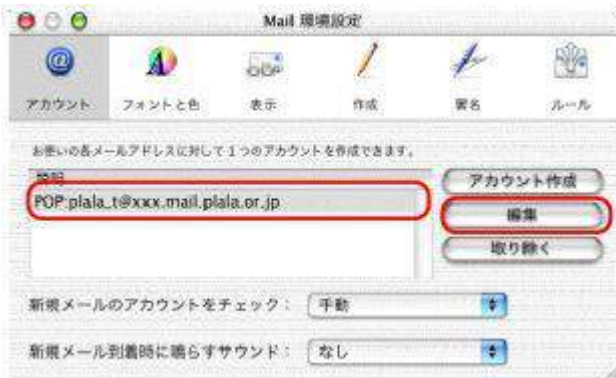 Mail 環境設定
アカウント フォントと色 表示 作成 署名 ルール
お使いの各メールアドレスに対して１つのアカウントを作成できます。
説明
アカウント作成
POP:plala_t@xxx.mail.plala.or.jp
編集
取り除く
新規メールのアカウントをチェック： 手動
新規メール到着時に鳴らすサウンド： なし